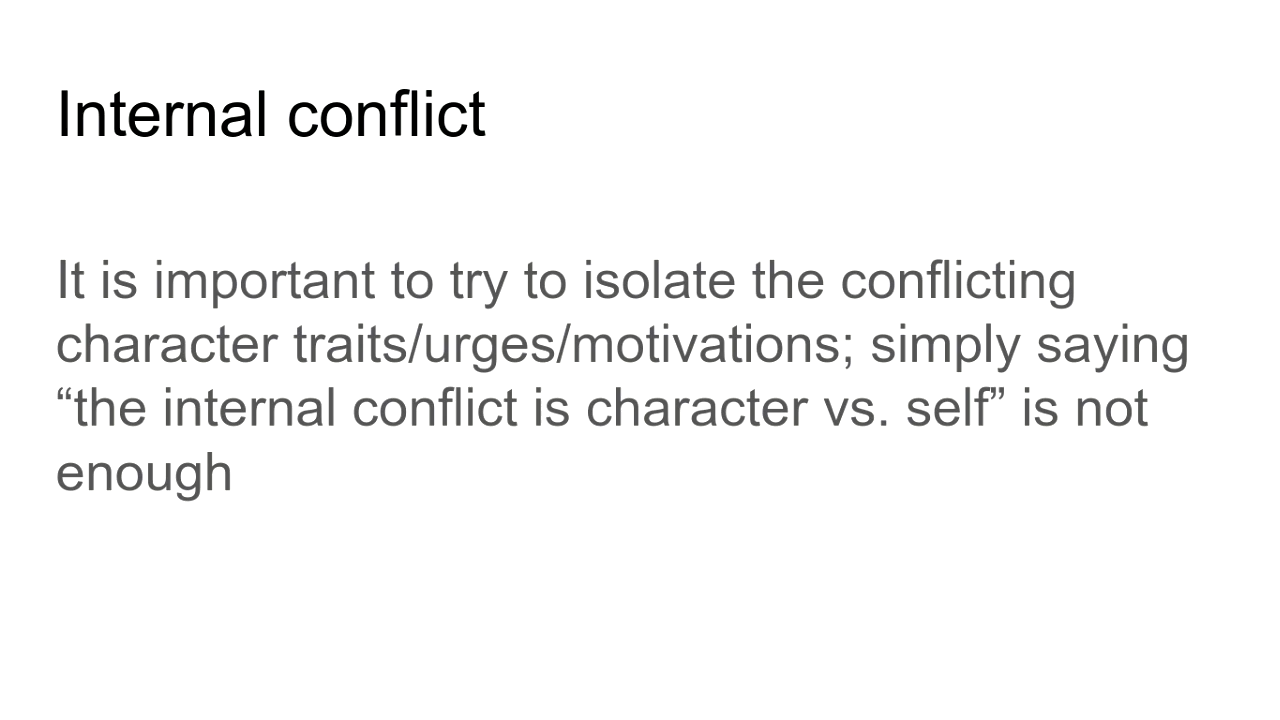 Internal conflict
It is important to try to isolate the conflicting
character traits/urges/motivations; simply saying
“the internal conflict is character vs. self” is not
enough